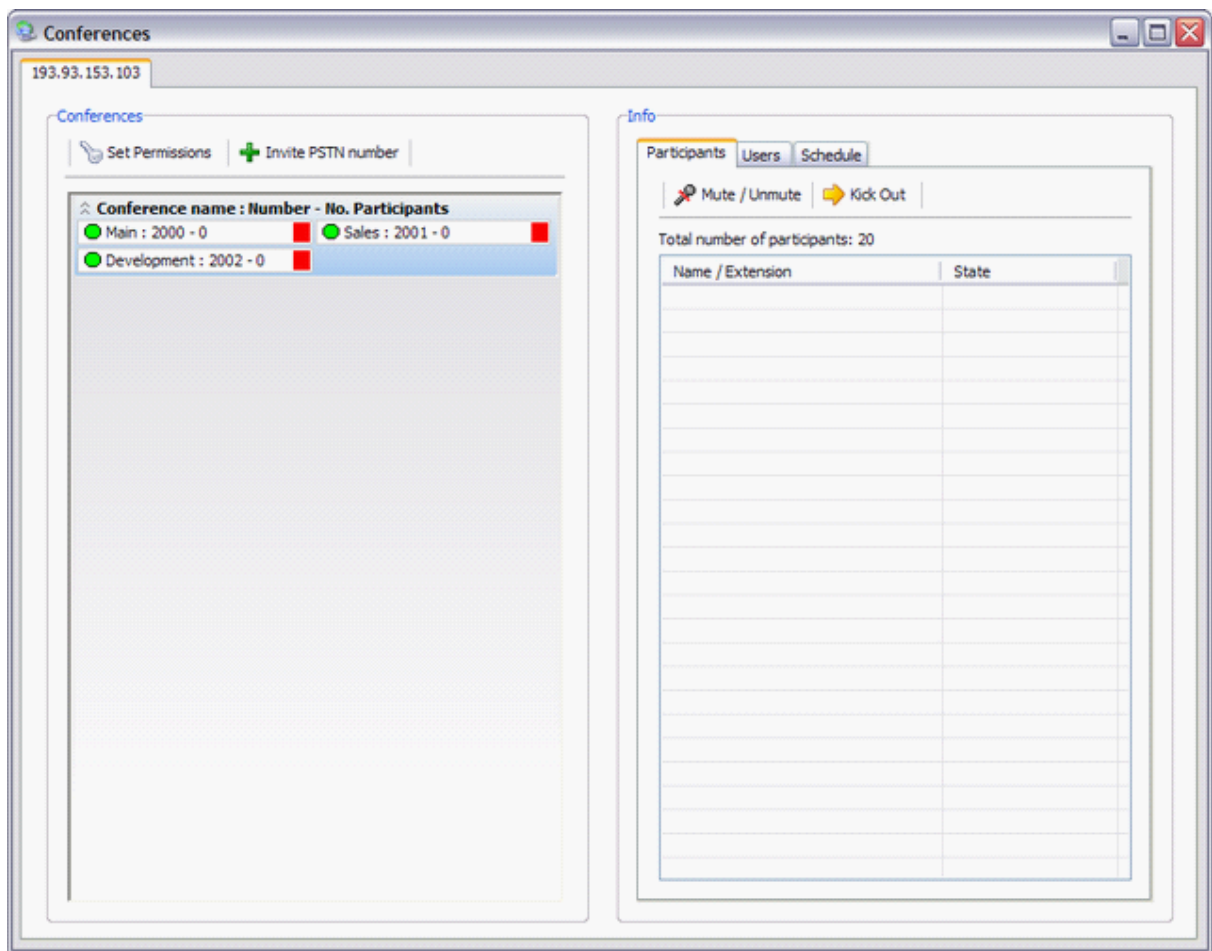 Conferences
193.93.153.103
Conferences
Set Permissions Invite PSTN number
Conference name : Number - No. Participants
Main : 2000 - 0 Sales : 2001 - 0
Development : 2002 - 0
Info
Participants Users Schedule
Mute / Unmute Kick Out
Total number of participants: 20
Name / Extension State